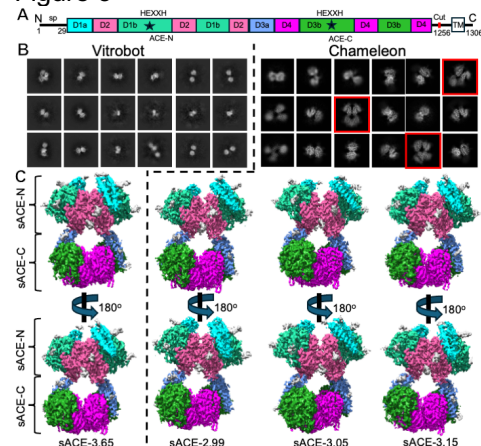 Figure 3
A
HEXXH HEXXH Cut C
N sp D1a D2 D1b D1b D2 D3a D4 D3b D3b D4 TM
1 29 ACE-N ACE-C 1256 1306
B Vitrobot Chameleon
C
sACE-N
sACE-C
180° 180° 180° 180°
sACE-N
sACE-C
sACE-3.65 sACE-2.99 sACE-3.05 sACE-3.15